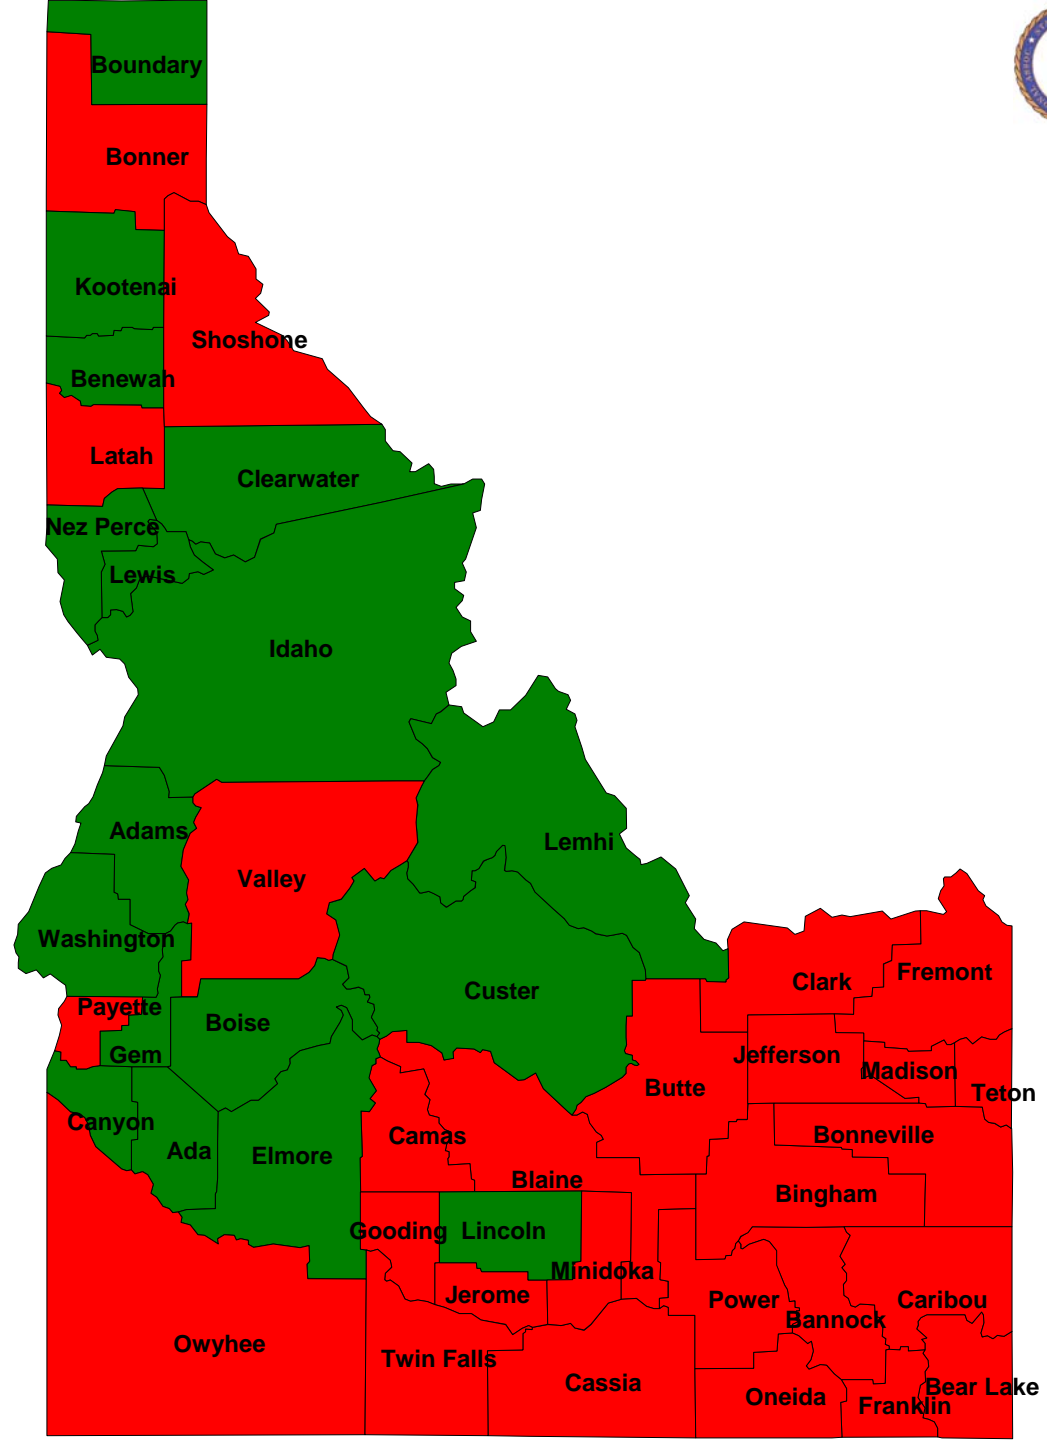 Boundary
Bonner
Kootenai
Shoshone
Benewah
Latah
Clearwater
Nez Perce
Lewis
Idaho
Adams
Lemhi
Valley
Washington
Clark
Fremont
Custer
Payette
Boise
Gem
Jefferson
Madison
Butte
Teton
Canyon
Camas
Bonneville
Ada
Elmore
Blaine
Bingham
Gooding
Lincoln
Minidoka
Jerome
Power
Caribou
Bannock
Owyhee
Twin Falls
Cassia
Bear Lake
Oneida
Franklin